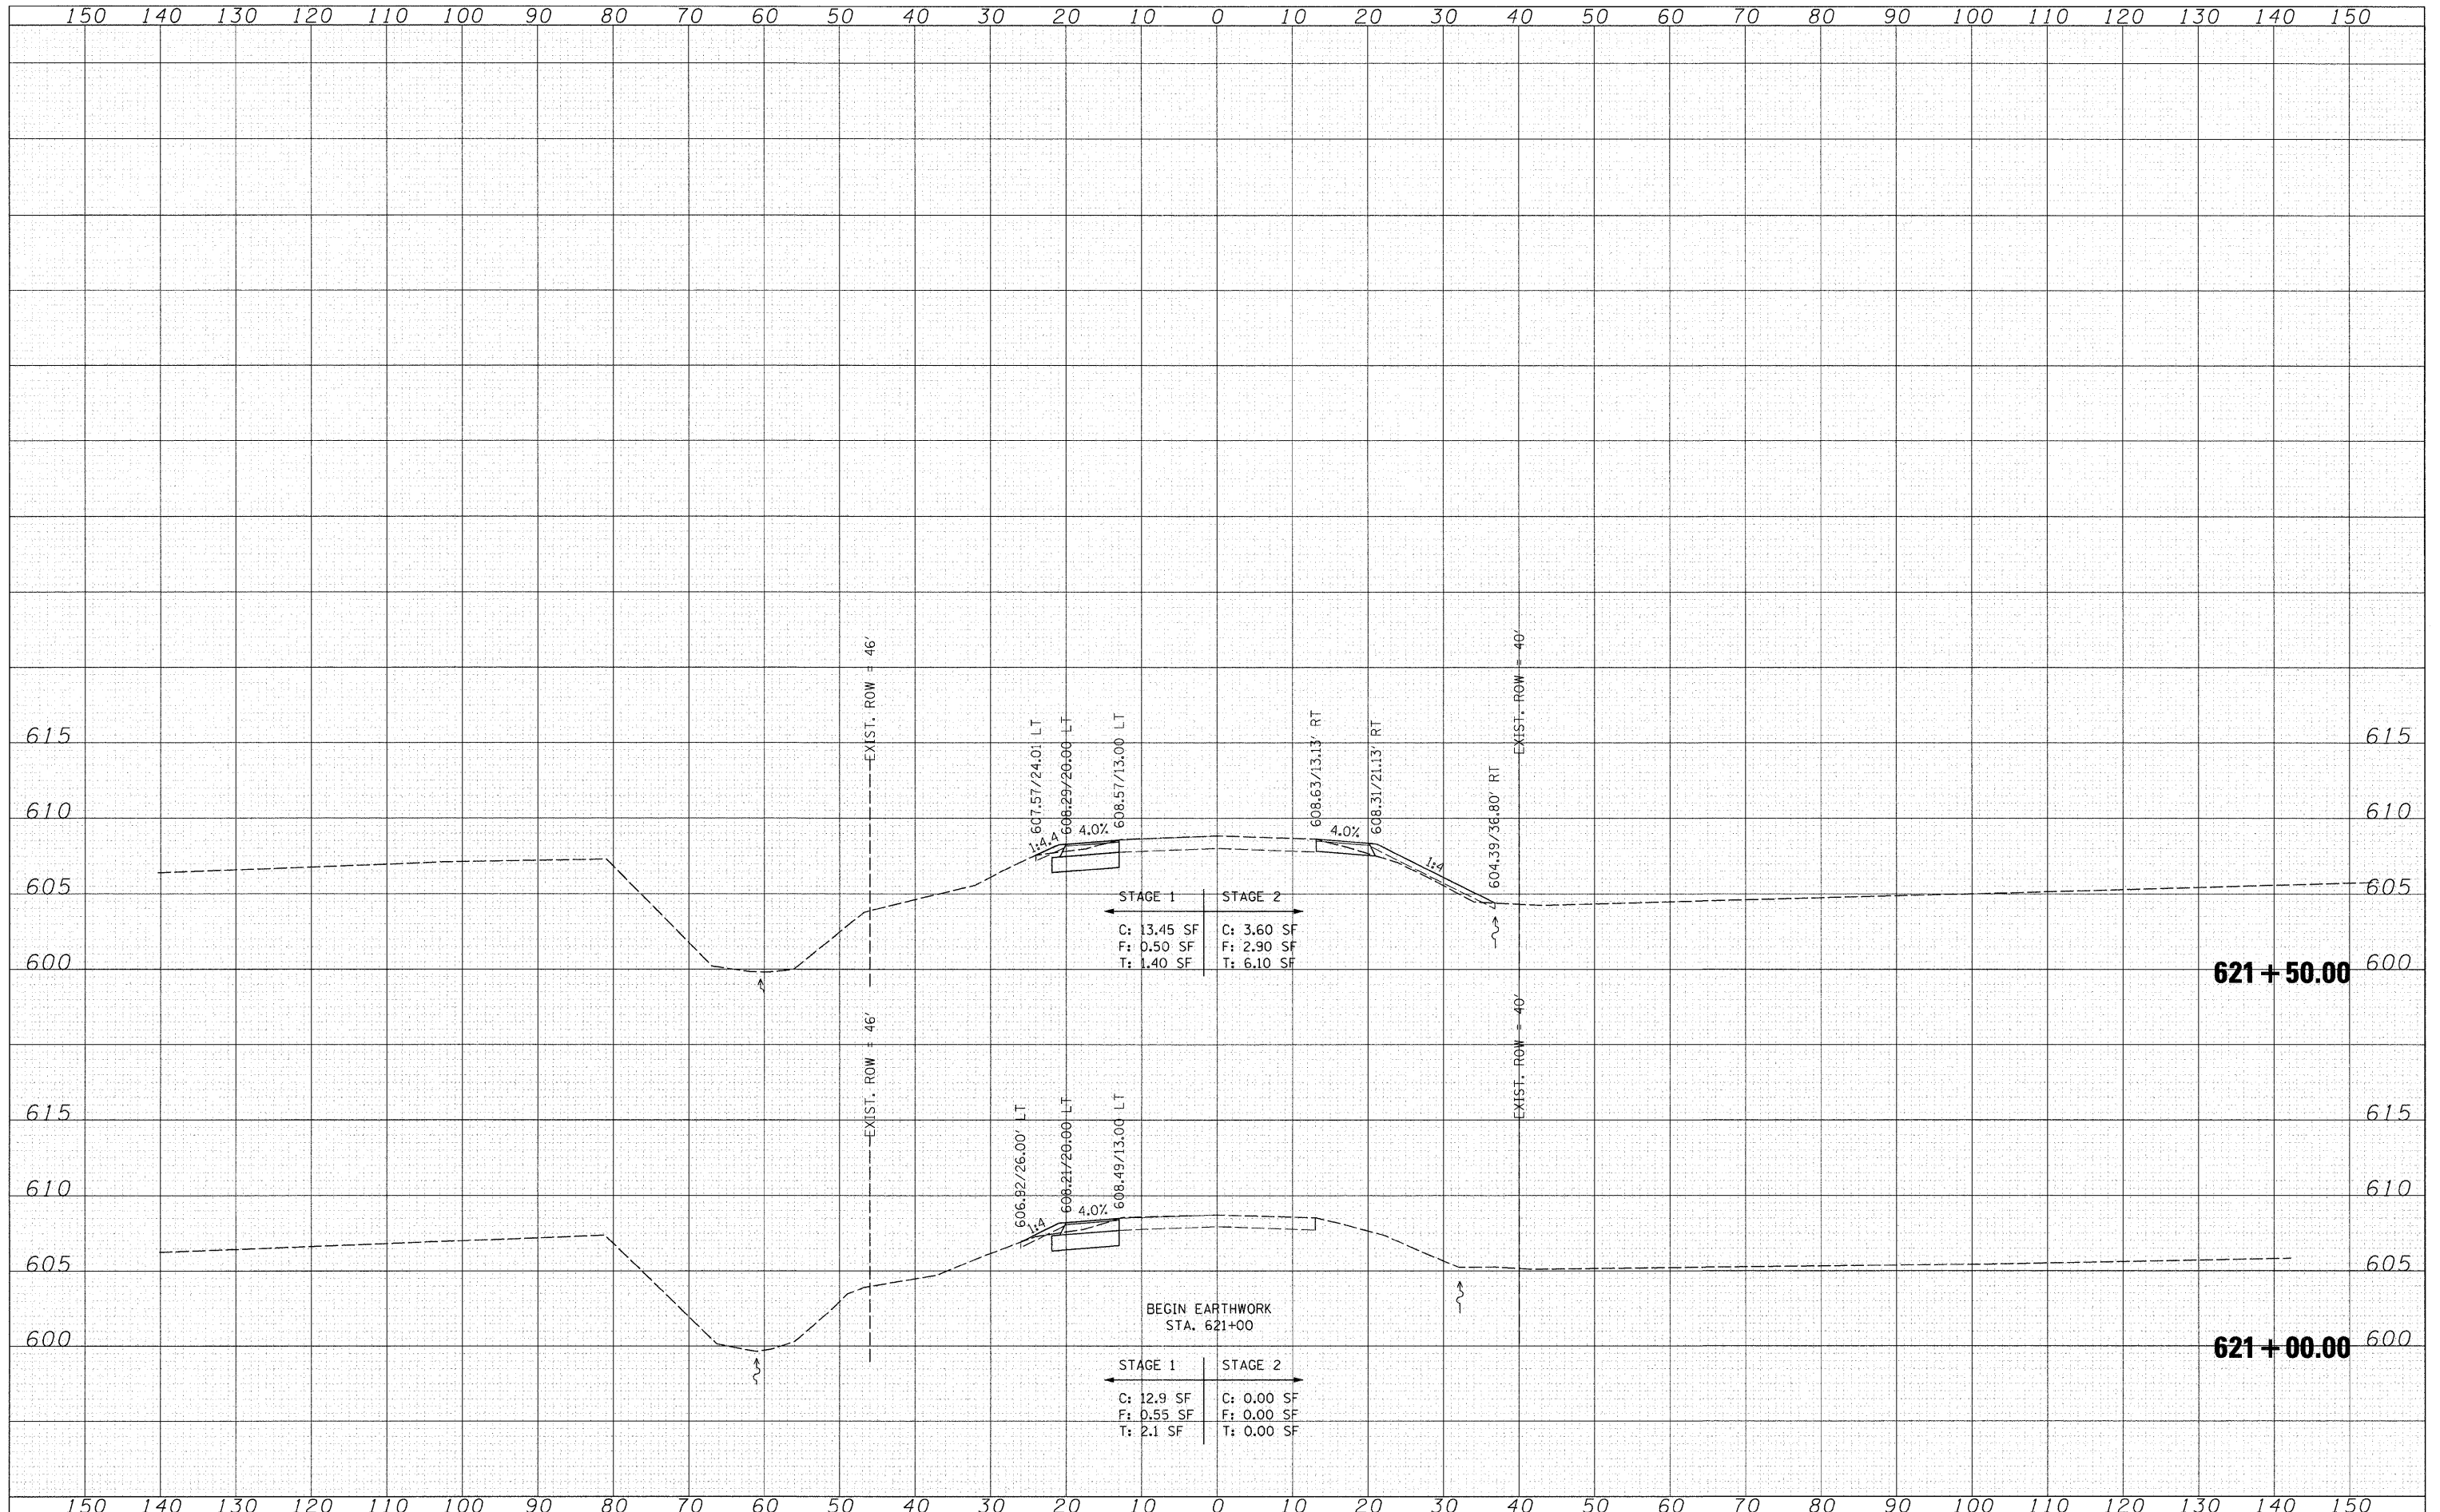 150 140 130 120 110 100 90 80 70 60 50 40 30 20 10 0 10 20 30 40 50 60 70 80 90 100 110 120 130 140 150
EXIST. ROW = 46'
EXIST. ROW = 40'
607.57/24.01 LT
608.29/20.00 LT
608.57/13.00 LT
608.63/13.13' RT
608.31/21.13' RT
604.39/36.80' RT
615 615
610 610
1:4.4 4.0% 4.0% 1:4
605 605
STAGE 1 STAGE 2
C: 13.45 SF C: 3.60 SF
F: 0.50 SF F: 2.90 SF
T: 1.40 SF T: 6.10 SF
600 600
621+50.00
EXIST. ROW = 46'
EXIST. ROW = 40'
606.92/26.00' LT
608.21/20.00 LT
608.49/13.00 LT
615 615
610 610
1:4 4.0%
605 605
BEGIN EARTHWORK
STA. 621+00
600 600
621+00.00
STAGE 1 STAGE 2
C: 12.9 SF C: 0.00 SF
F: 0.55 SF F: 0.00 SF
T: 2.1 SF T: 0.00 SF
150 140 130 120 110 100 90 80 70 60 50 40 30 20 10 0 10 20 30 40 50 60 70 80 90 100 110 120 130 140 150